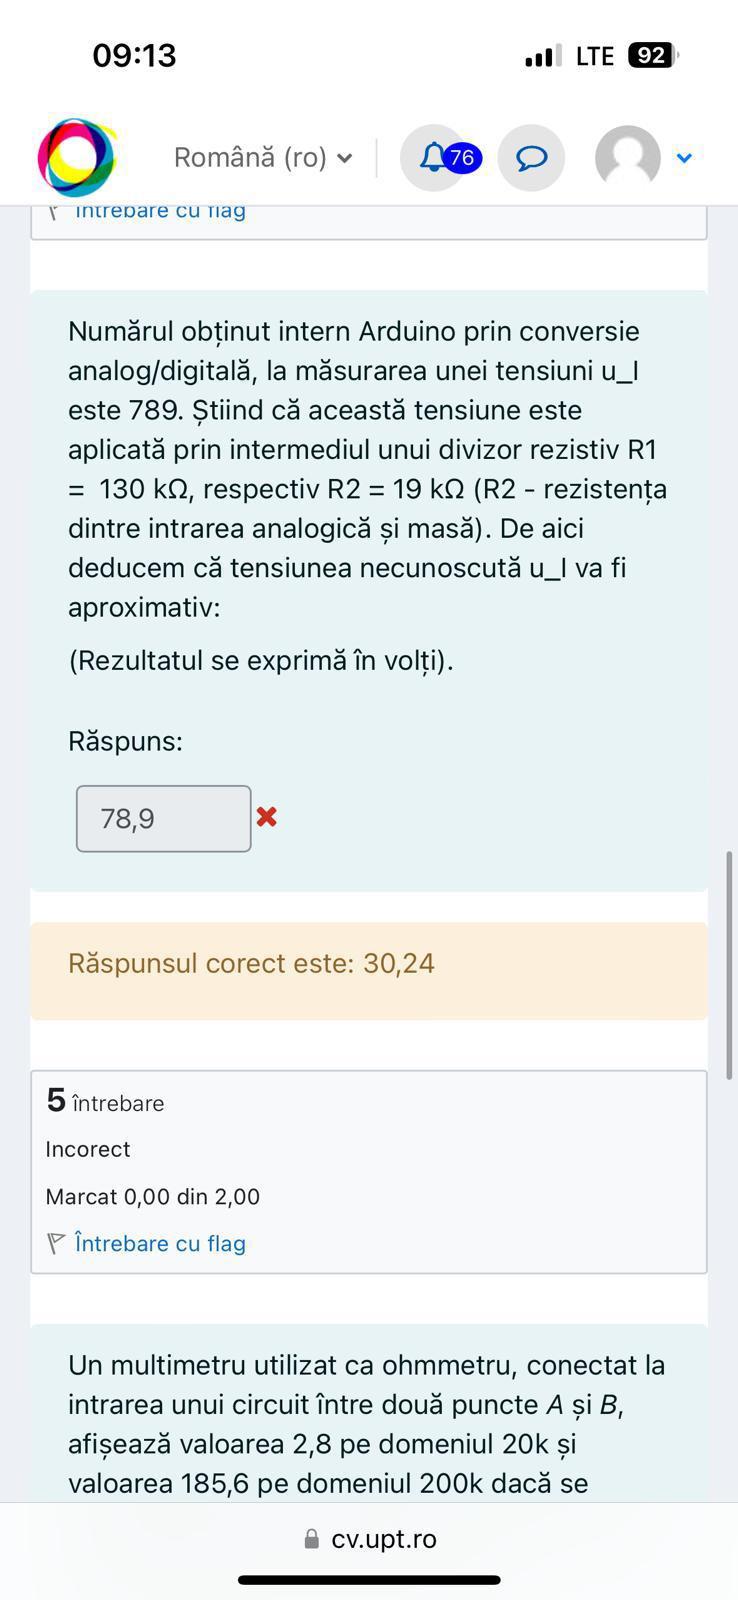 09:13
LTE 92
Română (ro)
76
Întrebare cu flag
Numărul obținut intern Arduino prin conversie
analog/digitală, la măsurarea unei tensiuni u_I
este 789. Știind că această tensiune este
aplicată prin intermediul unui divizor rezistiv R1
= 130 kΩ, respectiv R2 = 19 kΩ (R2 - rezistența
dintre intrarea analogică și masă). De aici
deducem că tensiunea necunoscută u_I va fi
aproximativ:
(Rezultatul se exprimă în volți).
Răspuns:
78,9
Răspunsul corect este: 30,24
5 întrebare
Incorect
Marcat 0,00 din 2,00
Întrebare cu flag
Un multimetru utilizat ca ohmmetru, conectat la
intrarea unui circuit între două puncte A și B,
afișează valoarea 2,8 pe domeniul 20k și
valoarea 185,6 pe domeniul 200k dacă se
cv.upt.ro